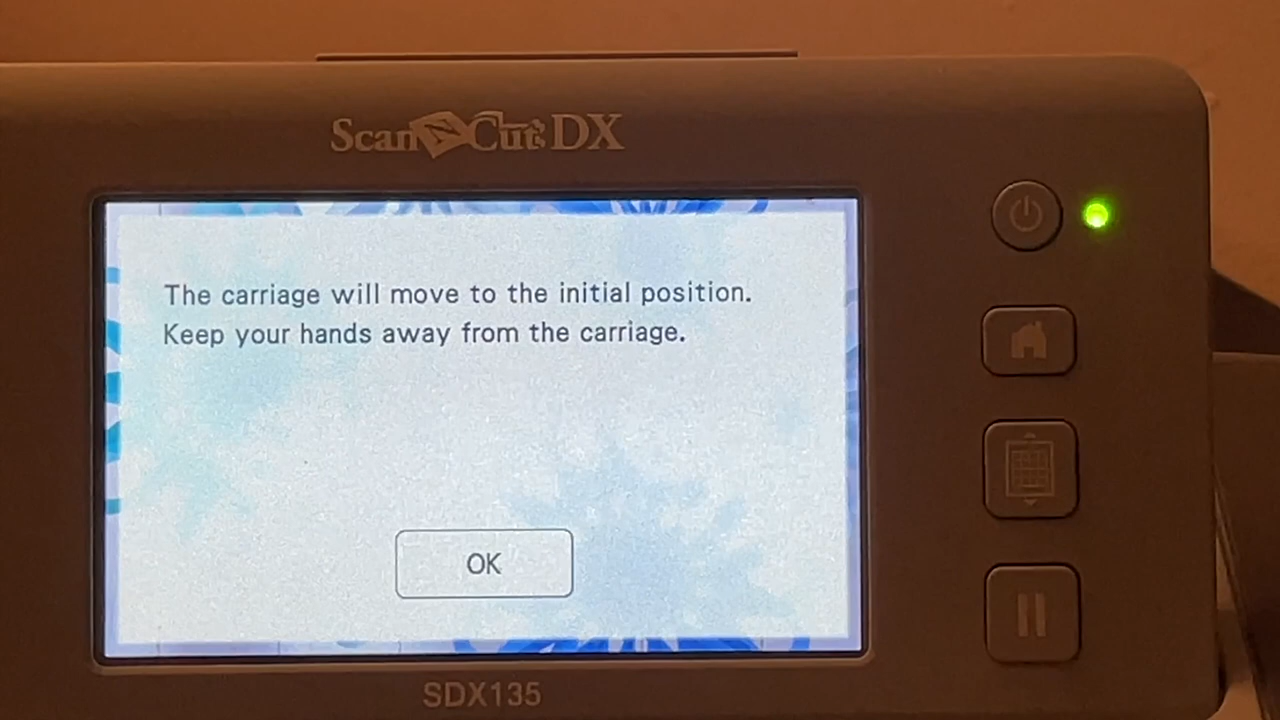 ScanNCut DX
The carriage will move to the initial position.
Keep your hands away from the carriage.
OK
SDX135